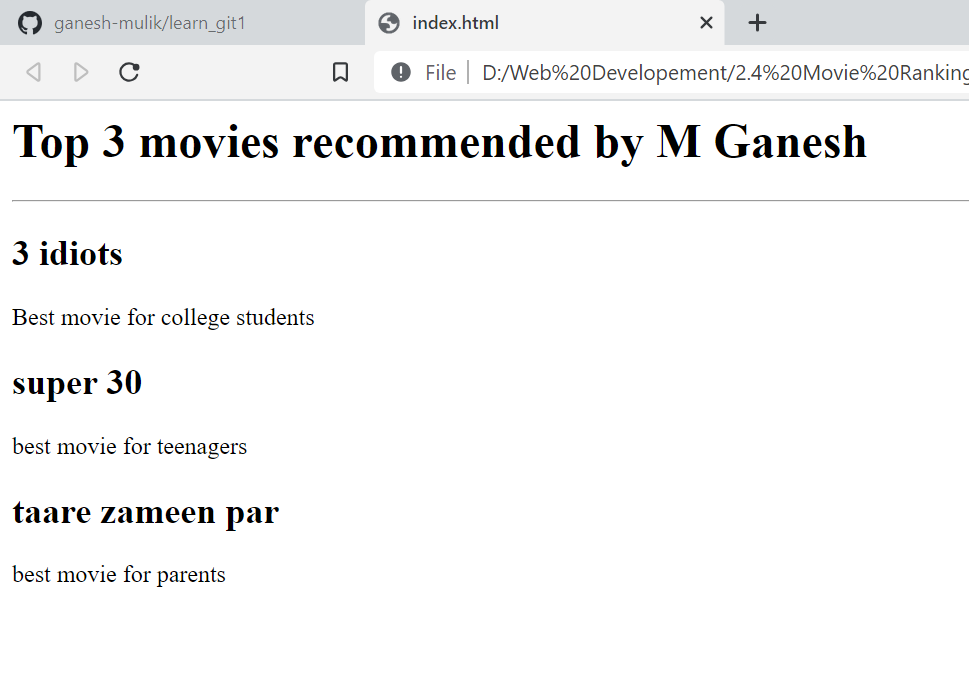 ganesh-mulik/learn_git1
index.html
File
D:/Web%20Developement/2.4%20Movie%20Ranking
Top 3 movies recommended by M Ganesh
3 idiots
Best movie for college students
super 30
best movie for teenagers
taare zameen par
best movie for parents